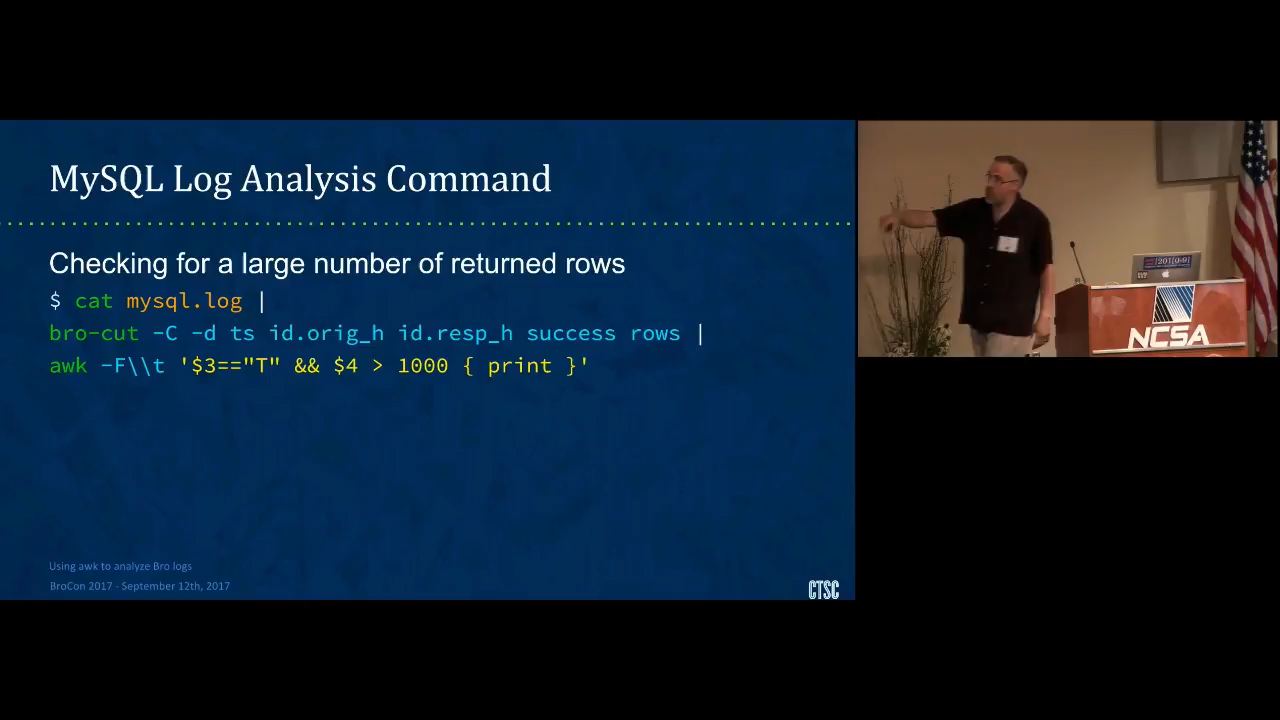 MySQL Log Analysis Command
Checking for a large number of returned rows
$ cat mysql.log |
bro-cut -C -d ts id.orig_h id.resp_h success rows |
awk -F\\t '$3=="T" && $4 > 1000 { print }'
Using awk to analyze Bro logs
BroCon 2017 - September 12th, 2017
CTSC
NCSA